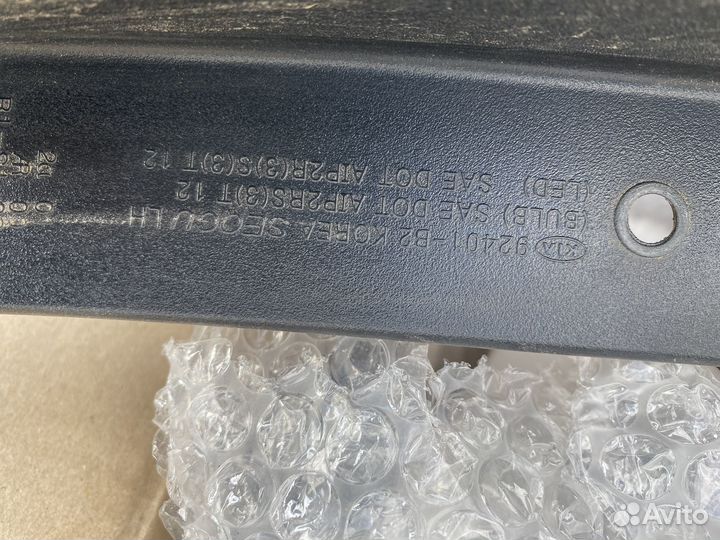 KIA 92401-B2 KOREA SEOGU LH
(BULB) SAE DOT AIP2RS(3)T 12
(LED) SAE DOT AIP2R(3)S(3)T 12
Avito